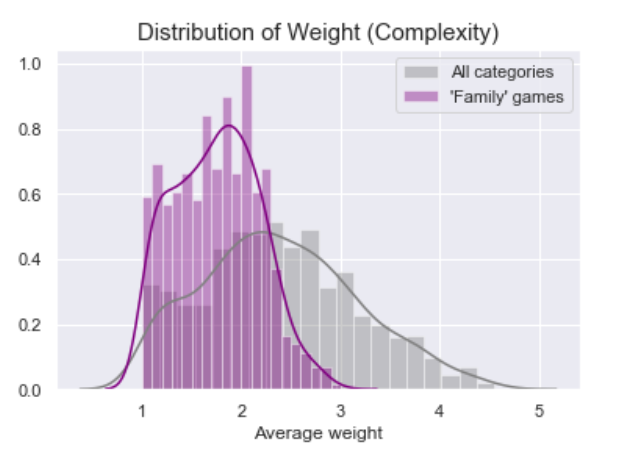 Distribution of Weight (Complexity)
All categories
'Family' games
1.0
0.8
0.6
0.4
0.2
0.0
1 2 3 4 5
Average weight